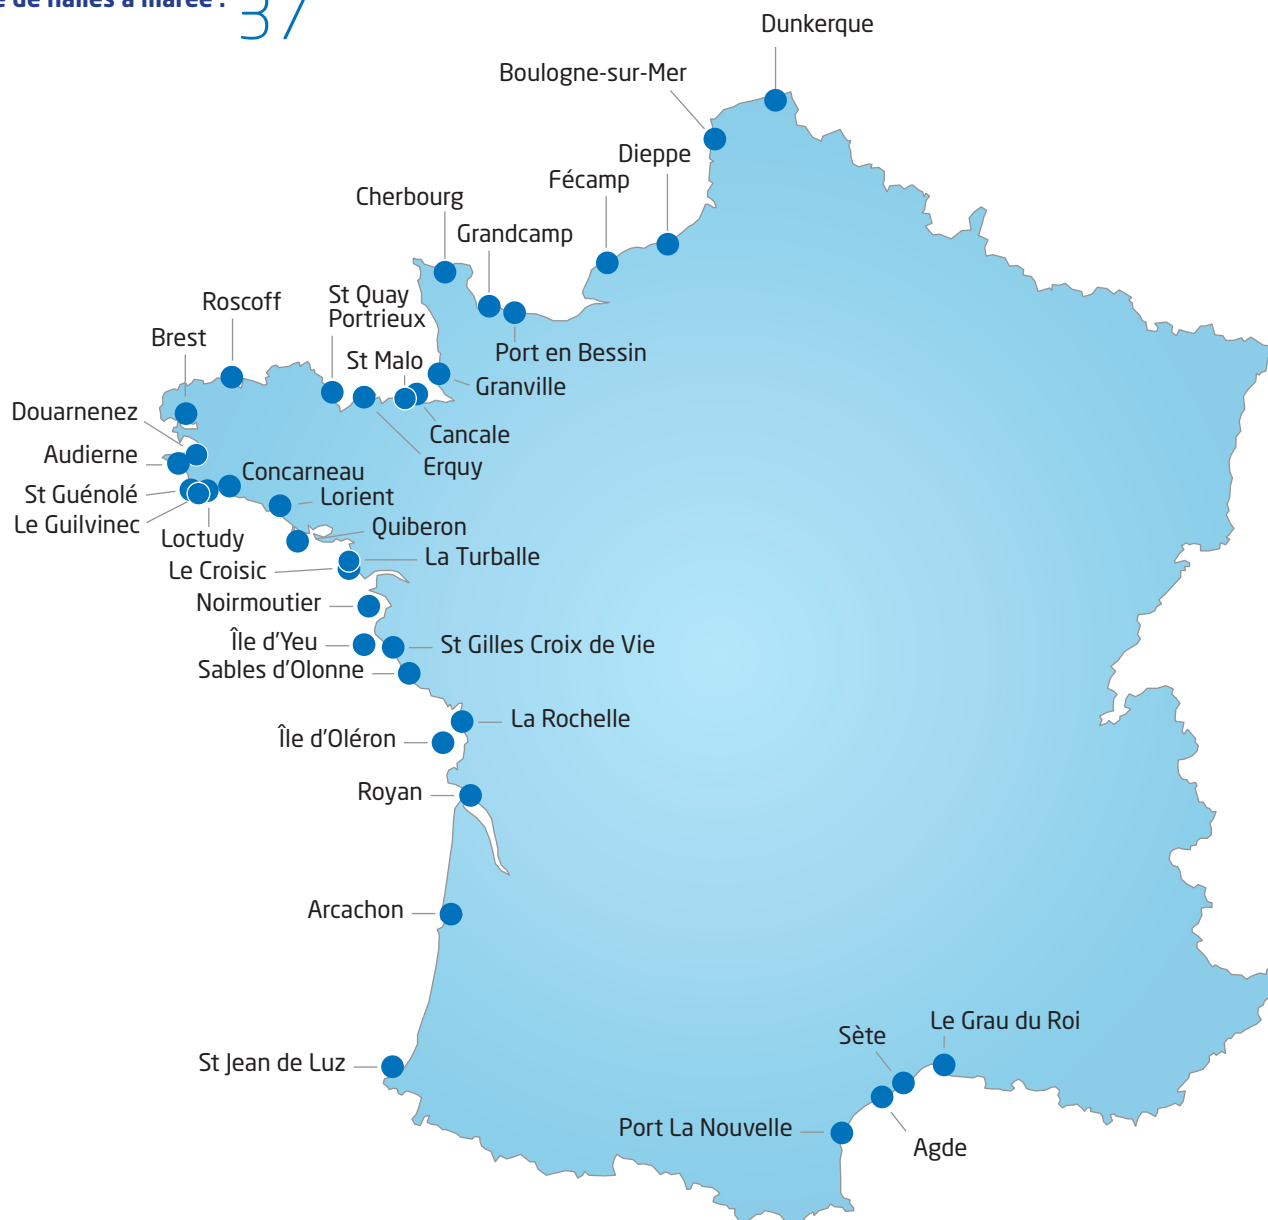 de halles à marée : 37
Dunkerque
Boulogne-sur-Mer
Dieppe
Fécamp
Cherbourg
Grandcamp
St Quay
Portrieux
Roscoff
Brest
St Malo
Port en Bessin
Granville
Douarnenez
Cancale
Audierne
Erquy
Concarneau
St Guénolé
Lorient
Le Guilvinec
Quiberon
Loctudy
La Turballe
Le Croisic
Noirmoutier
Île d'Yeu
St Gilles Croix de Vie
Sables d'Olonne
La Rochelle
Île d'Oléron
Royan
Arcachon
Le Grau du Roi
Sète
St Jean de Luz
Port La Nouvelle
Agde